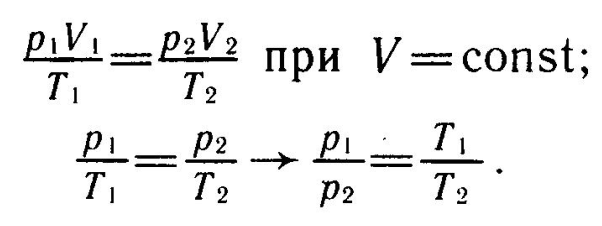 p₁V₁/T₁ = p₂V₂/T₂ при V = const;
p₁/T₁ = p₂/T₂ → p₁/p₂ = T₁/T₂.